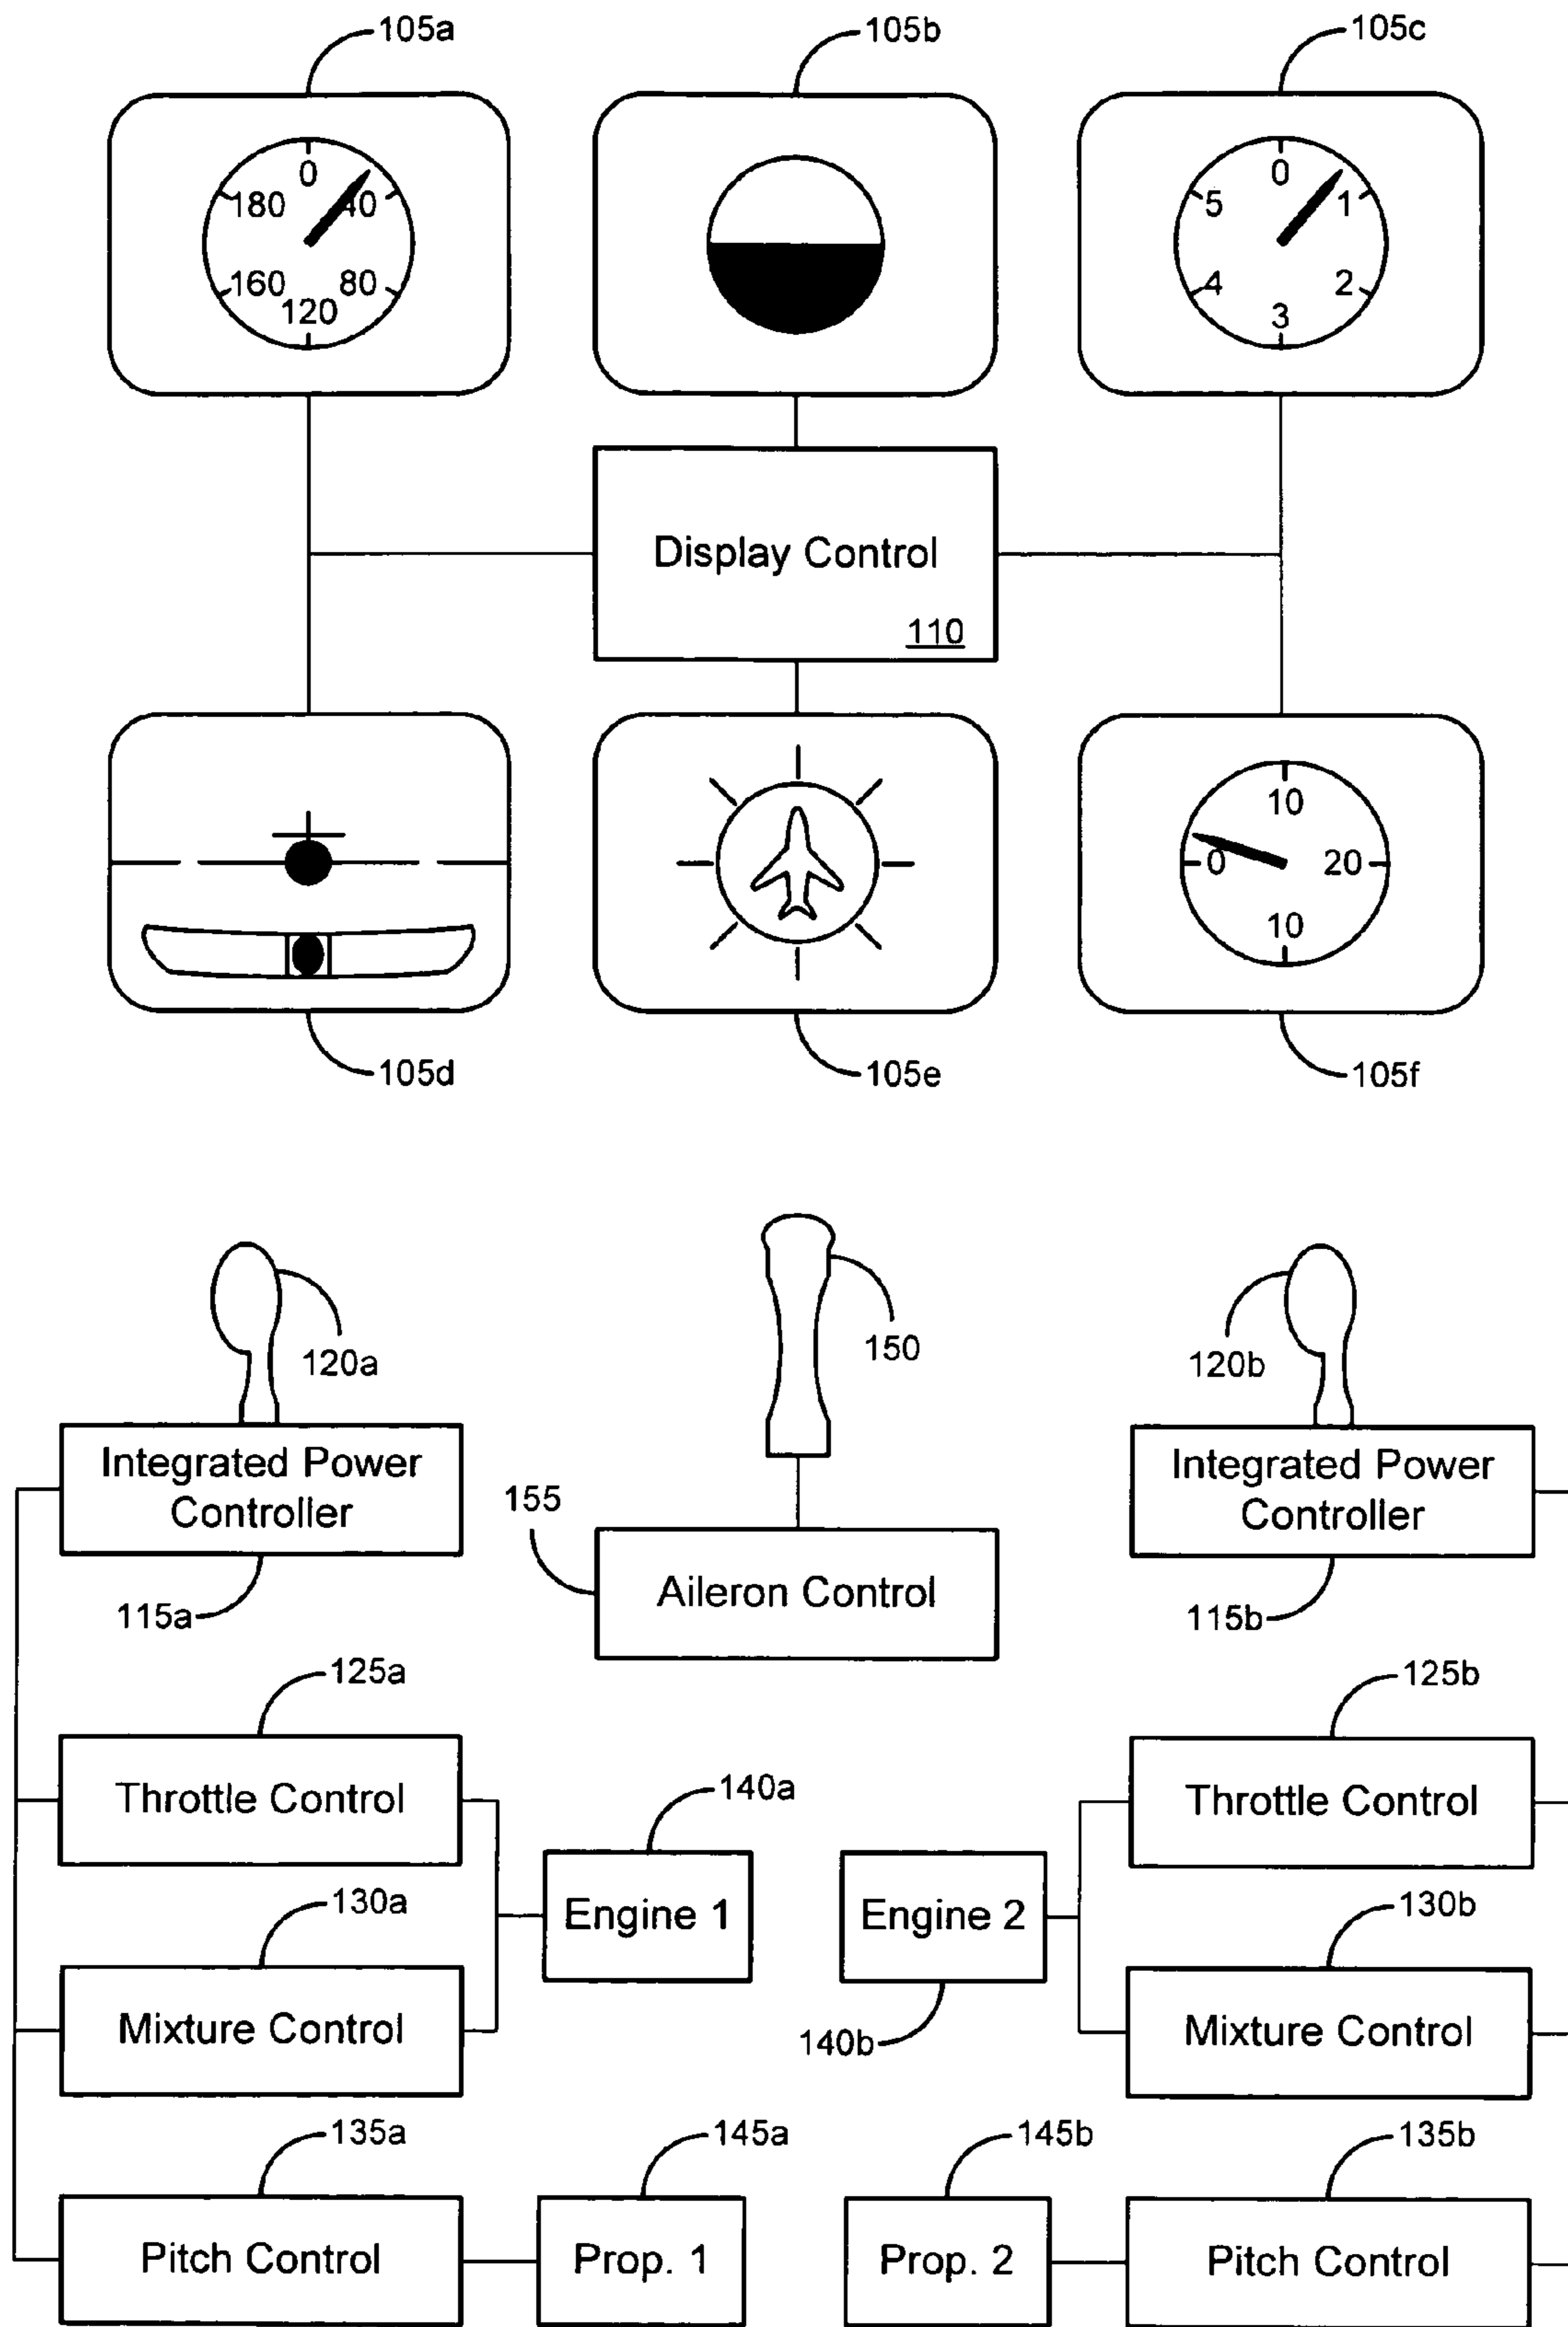 105a
105b
105c
0
40
80
120
160
180
0
1
2
3
4
5
Display Control
110
10
0
20
10
105d
105e
105f
120a
150
120b
Integrated Power
Controller
115a
155
Aileron Control
Integrated Power
Controller
115b
125a
Throttle Control
125b
Throttle Control
140a
Engine 1
Engine 2
140b
130a
Mixture Control
130b
Mixture Control
135a
Pitch Control
145a
Prop. 1
145b
Prop. 2
135b
Pitch Control